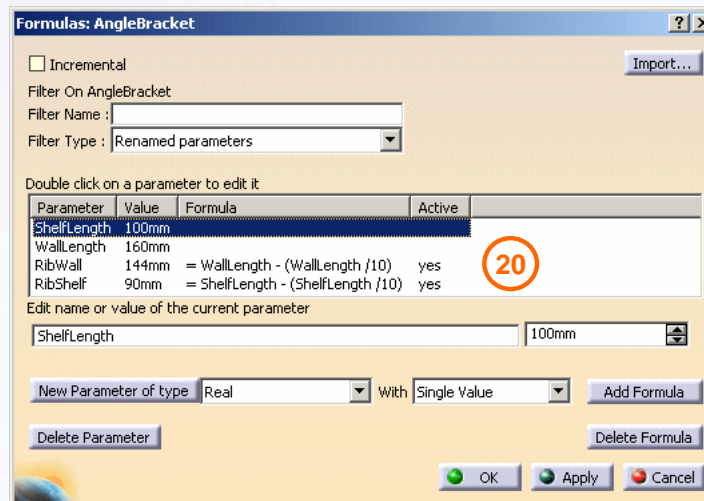 Formulas: AngleBracket
Incremental
Import...
Filter On AngleBracket
Filter Name :
Filter Type : Renamed parameters
Double click on a parameter to edit it
Parameter Value Formula Active
ShelfLength 100mm
WallLength 160mm
RibWall 144mm = WallLength - (WallLength /10) yes
RibShelf 90mm = ShelfLength - (ShelfLength /10) yes
20
Edit name or value of the current parameter
ShelfLength 100mm
New Parameter of type Real With Single Value Add Formula
Delete Parameter Delete Formula
OK Apply Cancel